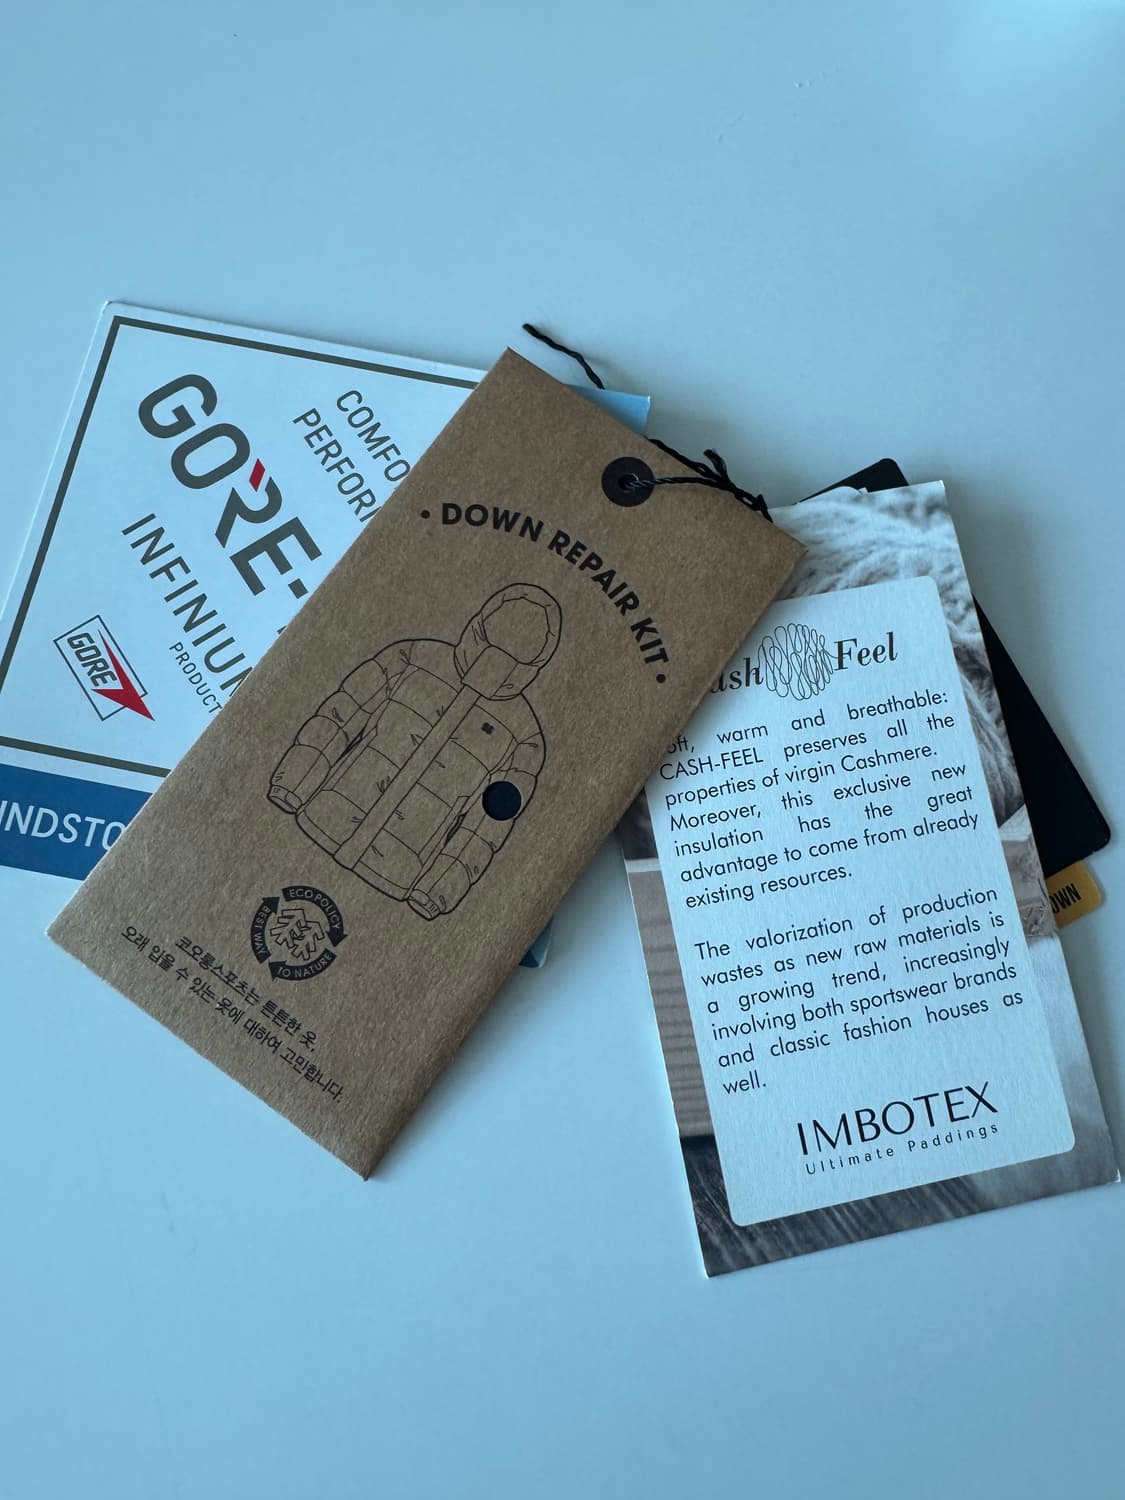 GORE-
INFINIUM
PRODUCT
COMFO
PERFOR
GORE
INDSTO
• DOWN REPAIR KIT •
ECO POLICY
BEST WAY
TO NATURE
코오롱스포츠는 튼튼한 옷,
오래 입을 수 있는 옷에 대하여 고민합니다.
ash Feel
oft, warm and breathable:
CASH-FEEL preserves all the
properties of virgin Cashmere.
Moreover, this exclusive new
insulation has the great
advantage to come from already
existing resources.
The valorization of production
wastes as new raw materials is
a growing trend, increasingly
involving both sportswear brands
and classic fashion houses as
well.
IMBOTEX
Ultimate Paddings
OWN